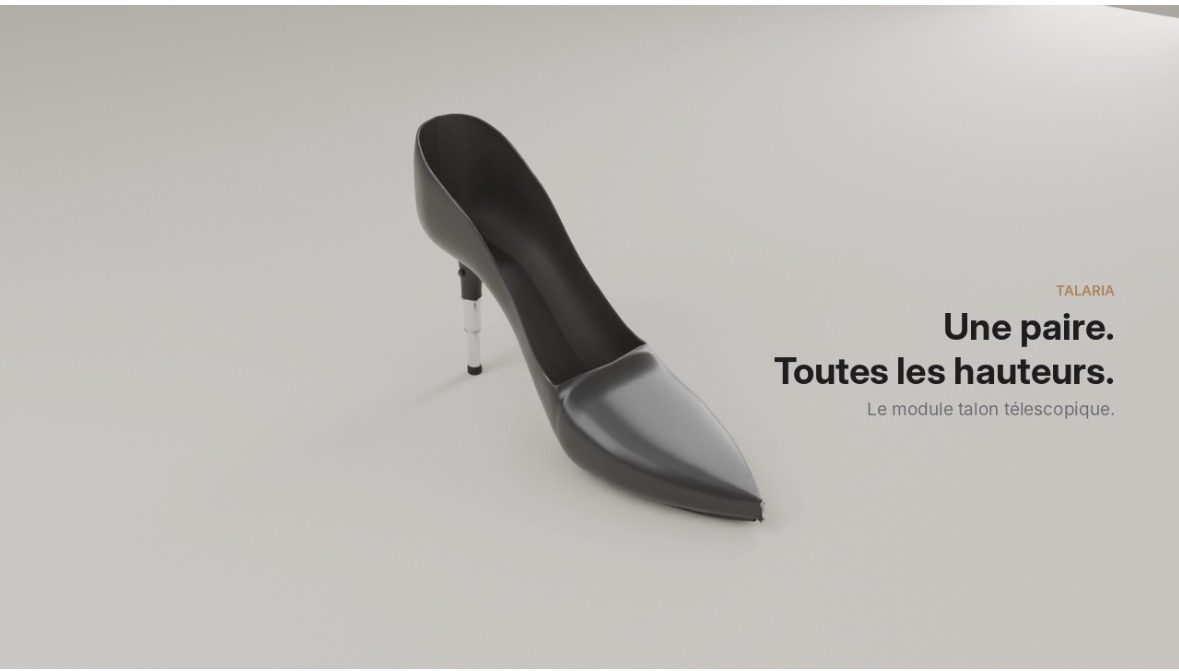 TALARIA
Une paire.
Toutes les hauteurs.
Le module talon télescopique.